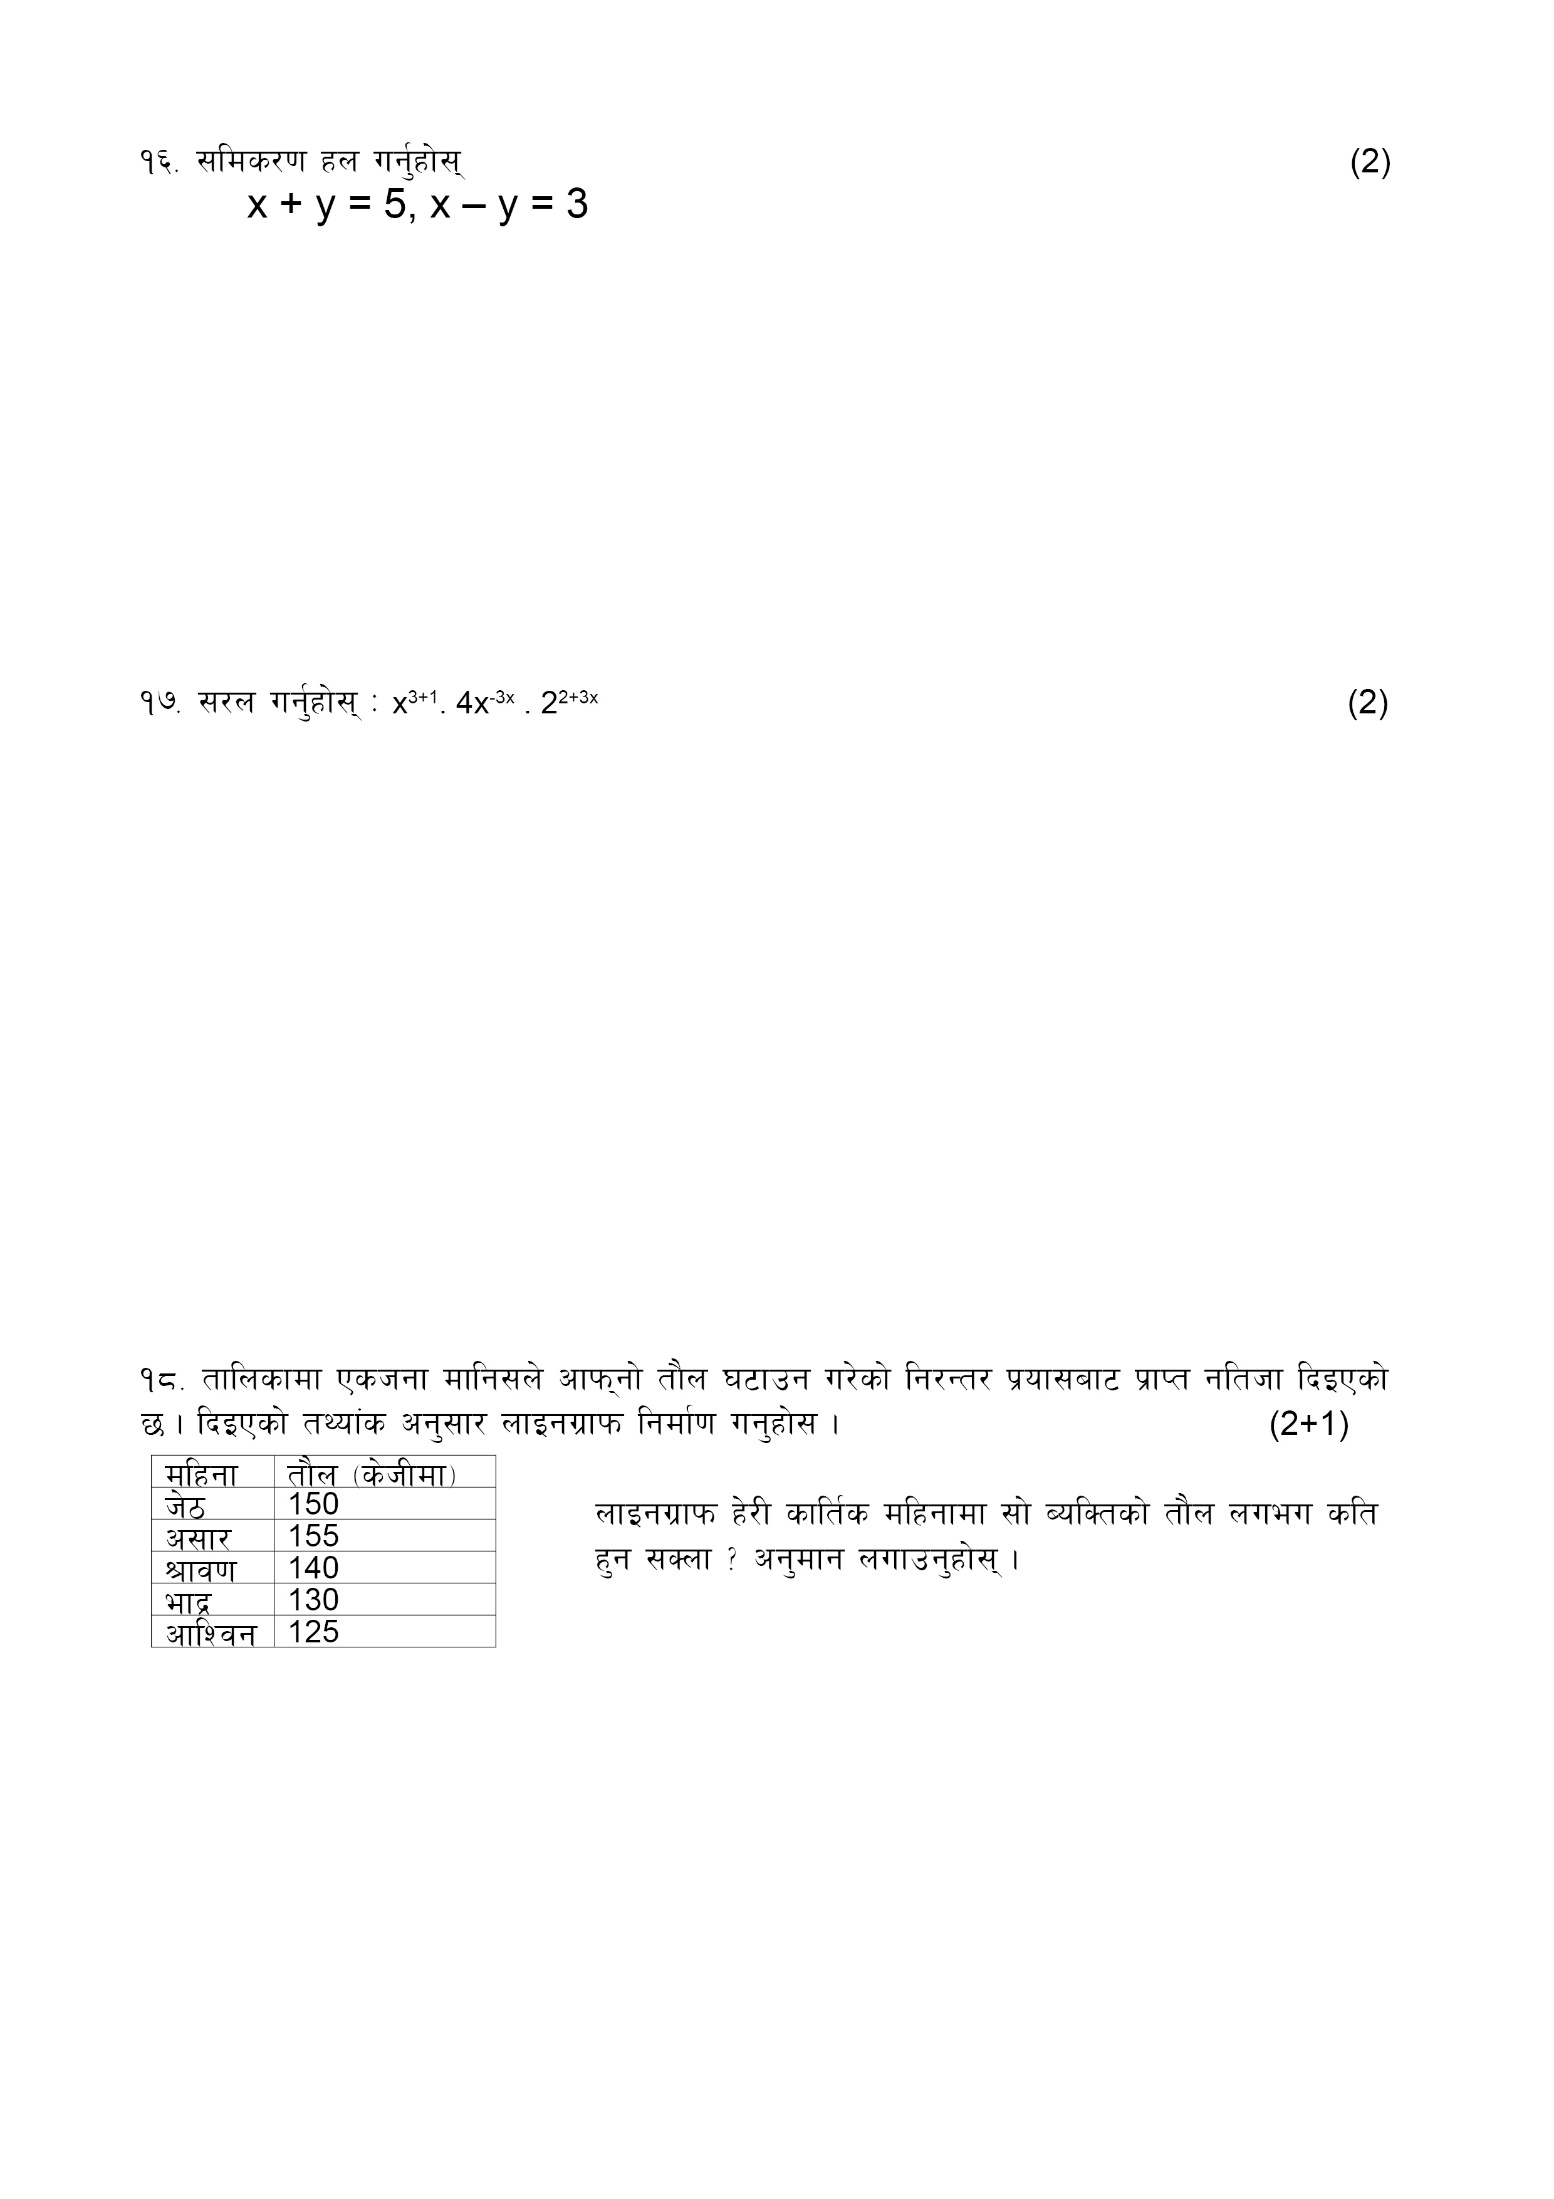 १६. समिकरण हल गर्नुहोस् (2)
x + y = 5, x – y = 3
१७. सरल गर्नुहोस् : x³⁺¹. 4x⁻³ˣ . 2²⁺³ˣ (2)
१८. तालिकामा एकजना मानिसले आफ्नो तौल घटाउन गरेको निरन्तर प्रयासबाट प्राप्त नतिजा दिइएको
छ । दिइएको तथ्यांक अनुसार लाइनग्राफ निर्माण गनुहोस । (2+1)
महिना तौल (केजीमा)
जेठ 150
असार 155
श्रावण 140
भाद्र 130
आश्विन 125
लाइनग्राफ हेरी कार्तिक महिनामा सो ब्यक्तिको तौल लगभग कति
हुन सक्ला ? अनुमान लगाउनुहोस् ।